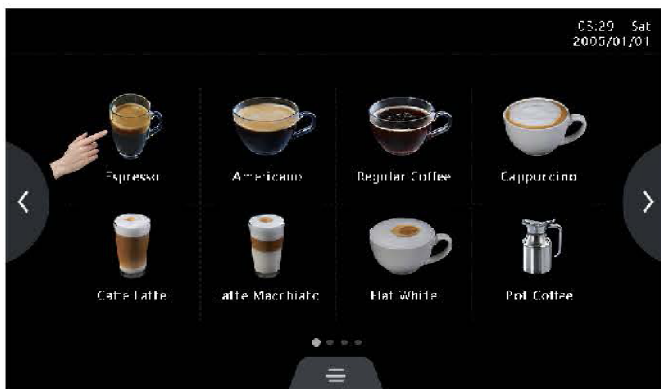 03:29 Sat
2005/01/01
Espresso
Americano
Regular Coffee
Cappuccino
Caffe Latte
atte Macchiato
Flat White
Pot Coffee